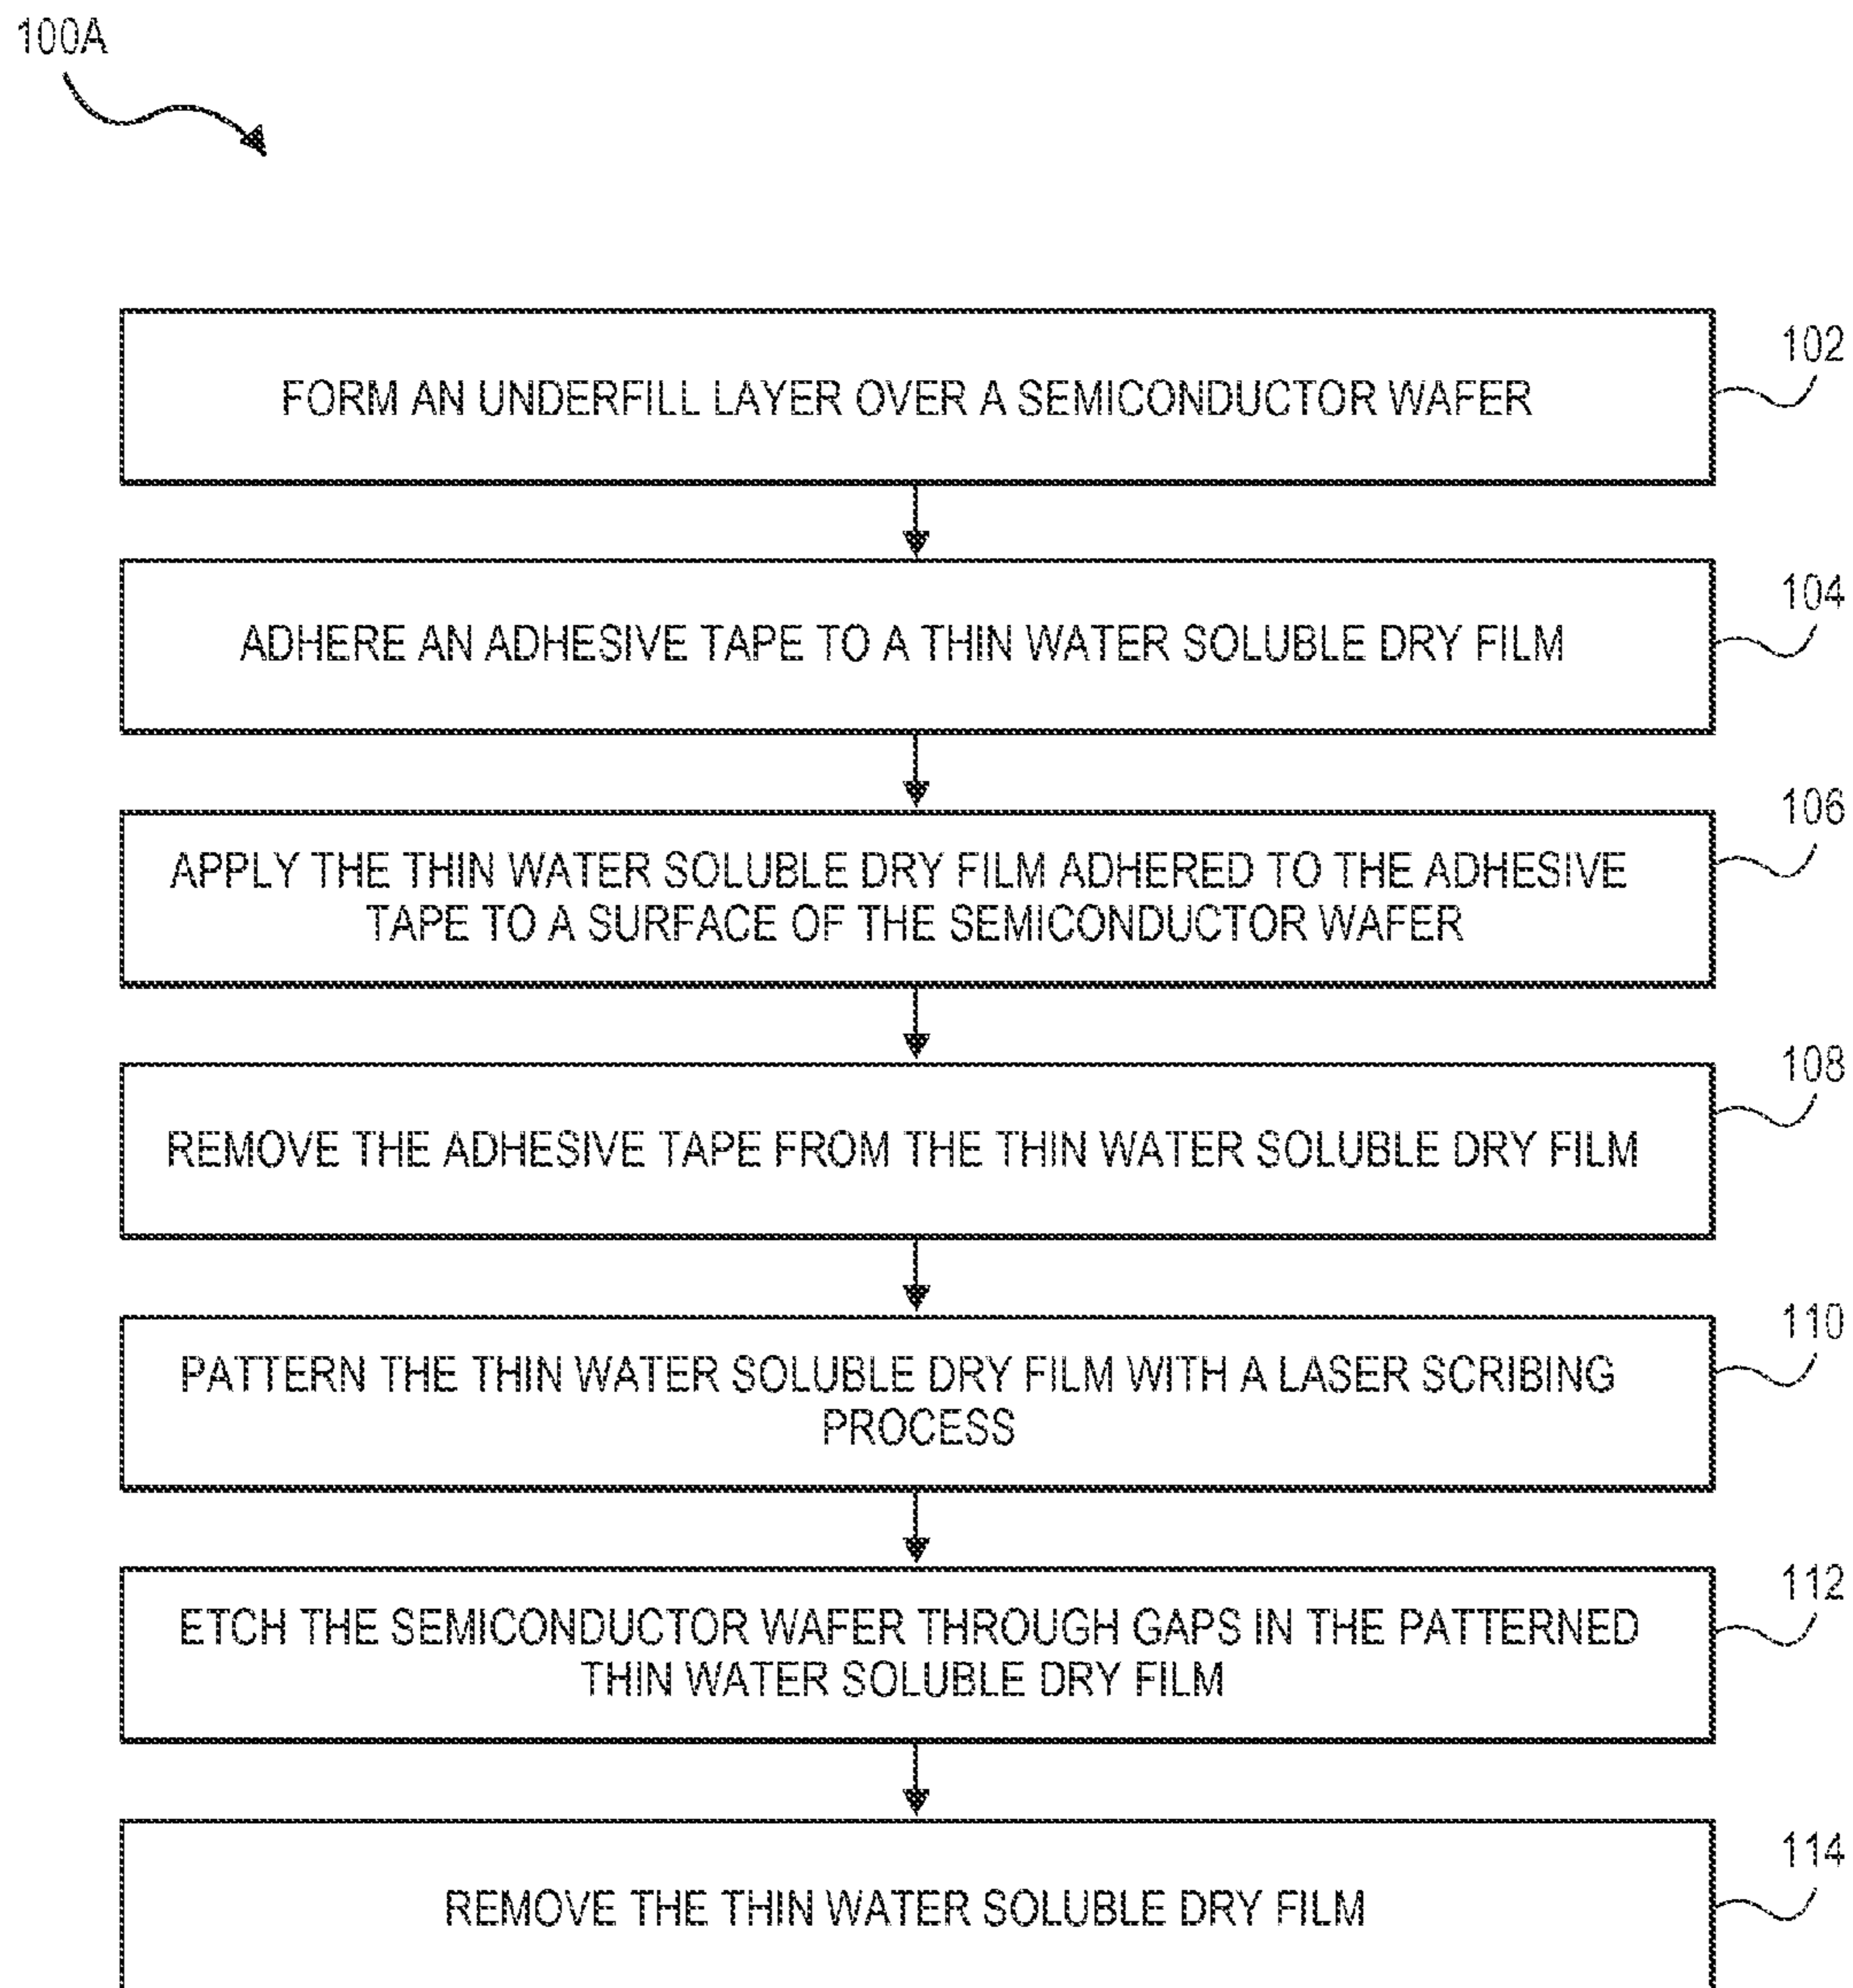 100A
FORM AN UNDERFILL LAYER OVER A SEMICONDUCTOR WAFER
102
ADHERE AN ADHESIVE TAPE TO A THIN WATER SOLUBLE DRY FILM
104
APPLY THE THIN WATER SOLUBLE DRY FILM ADHERED TO THE ADHESIVE
TAPE TO A SURFACE OF THE SEMICONDUCTOR WAFER
106
REMOVE THE ADHESIVE TAPE FROM THE THIN WATER SOLUBLE DRY FILM
108
PATTERN THE THIN WATER SOLUBLE DRY FILM WITH A LASER SCRIBING
PROCESS
110
ETCH THE SEMICONDUCTOR WAFER THROUGH GAPS IN THE PATTERNED
THIN WATER SOLUBLE DRY FILM
112
REMOVE THE THIN WATER SOLUBLE DRY FILM
114